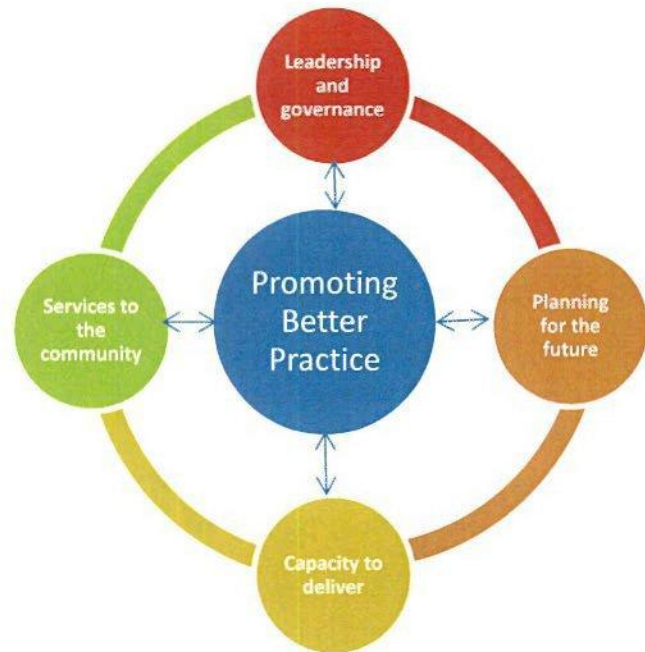 Leadership
and
governance
Promoting
Better
Practice
Services to
the
community
Planning
for the
future
Capacity to
deliver